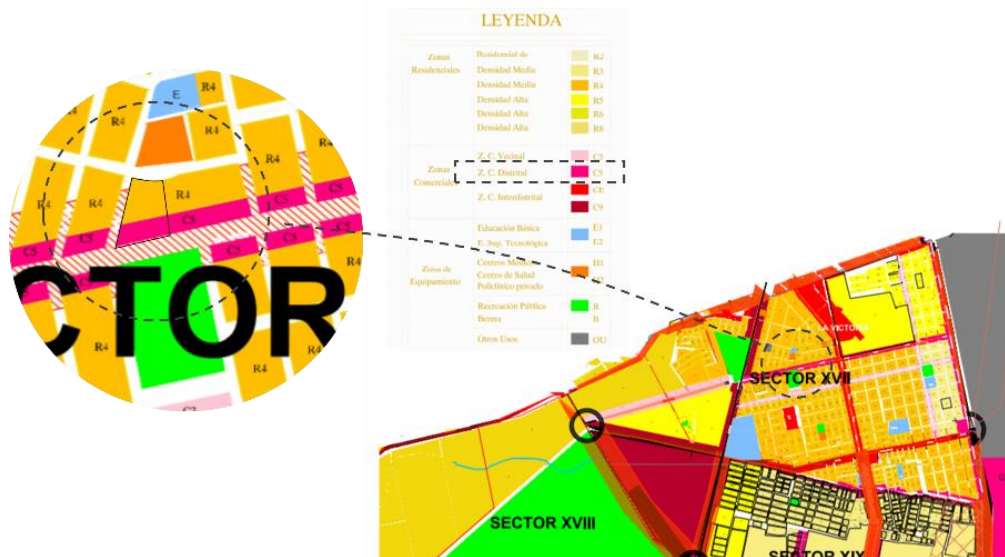 LEYENDA
Zonas
Residenciales
Residencial de
R2
Densidad Media
R3
Densidad Media
R4
Densidad Alta
R5
Densidad Alta
R6
Densidad Alta
R8
Zonas
Comerciales
Z. C. Vecinal
C3
Z. C. Distrital
C5
Z. C. Interdistrital
CE
C9
Educación Básica
E1
E. Sup. Tecnológica
E2
Zona de
Equipamiento
Centros Médicos
H1
Centro de Salud
H2
Policlínico privado
Recreación Pública
R
Berma
B
Otros Usos
OU
E
R4
R4
R4
R4
R4
R4
R4
R4
R4
C5
C5
C5
C5
C5
C5
C5
CTOR
R4
R4
R4
C3
LA VICTORIA
SECTOR XVII
SECTOR XVIII
SECTOR XIX